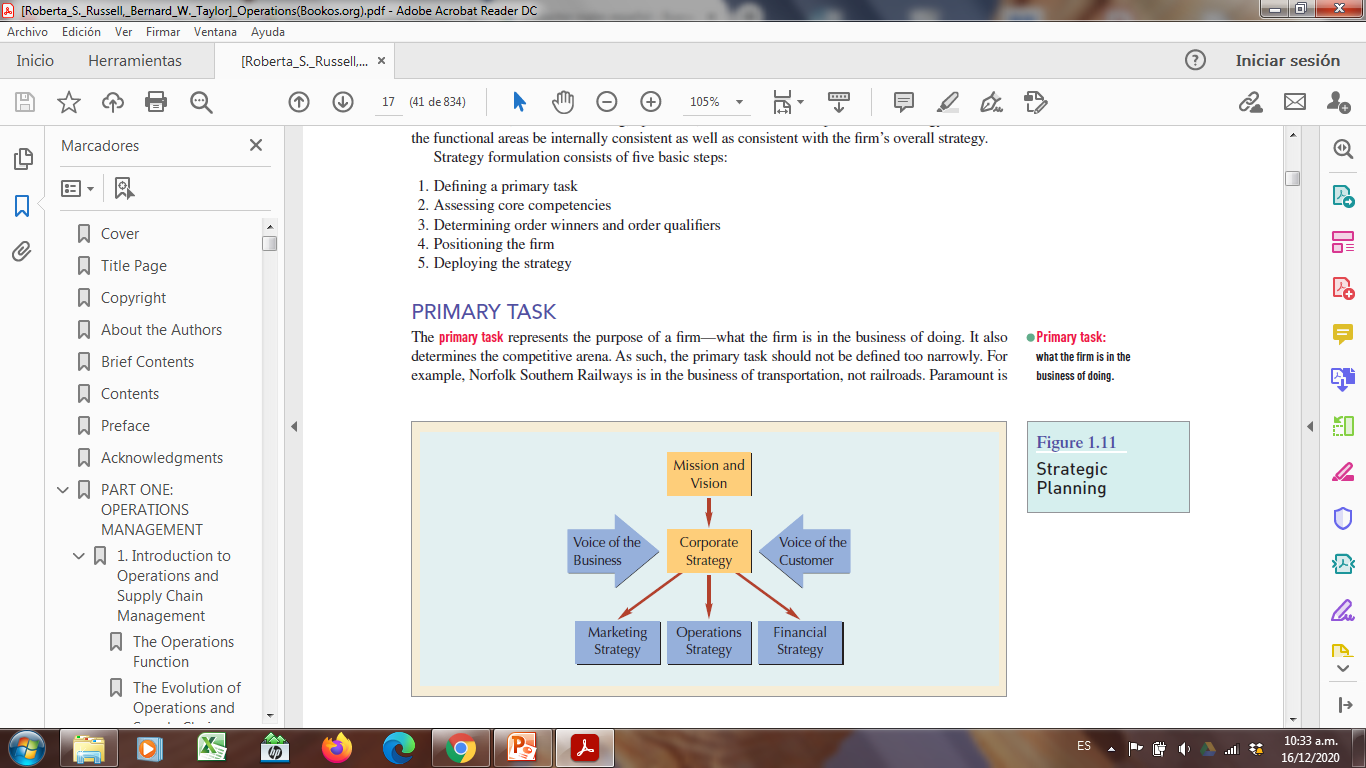 [Roberta_S._Russell,_Bernard_W._Taylor]_Operations(Bookos.org).pdf - Adobe Acrobat Reader DC
Archivo Edición Ver Firmar Ventana Ayuda
Inicio Herramientas [Roberta_S._Russell,... × ? Iniciar sesión
17 (41 de 834) 105%
Marcadores
Cover
Title Page
Copyright
About the Authors
Brief Contents
Contents
Preface
Acknowledgments
PART ONE:
OPERATIONS
MANAGEMENT
1. Introduction to
Operations and
Supply Chain
Management
The Operations
Function
The Evolution of
Operations and
the functional areas be internally consistent as well as consistent with the firm's overall strategy.
Strategy formulation consists of five basic steps:
1. Defining a primary task
2. Assessing core competencies
3. Determining order winners and order qualifiers
4. Positioning the firm
5. Deploying the strategy
PRIMARY TASK
The primary task represents the purpose of a firm—what the firm is in the business of doing. It also
determines the competitive arena. As such, the primary task should not be defined too narrowly. For
example, Norfolk Southern Railways is in the business of transportation, not railroads. Paramount is
Primary task:
what the firm is in the
business of doing.
Mission and
Vision
Voice of the
Business
Corporate
Strategy
Voice of the
Customer
Marketing
Strategy
Operations
Strategy
Financial
Strategy
Figure 1.11
Strategic
Planning
ES
10:33 a.m.
16/12/2020